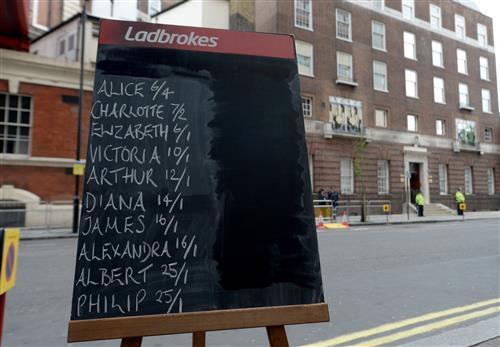 Ladbrokes
ALICE 6/4
CHARLOTTE 7/2
ELIZABETH 6/1
VICTORIA 10/1
ARTHUR 12/1
DIANA 14/1
JAMES 16/1
ALEXANDRA 16/1
ALBERT 25/1
PHILIP 25/1